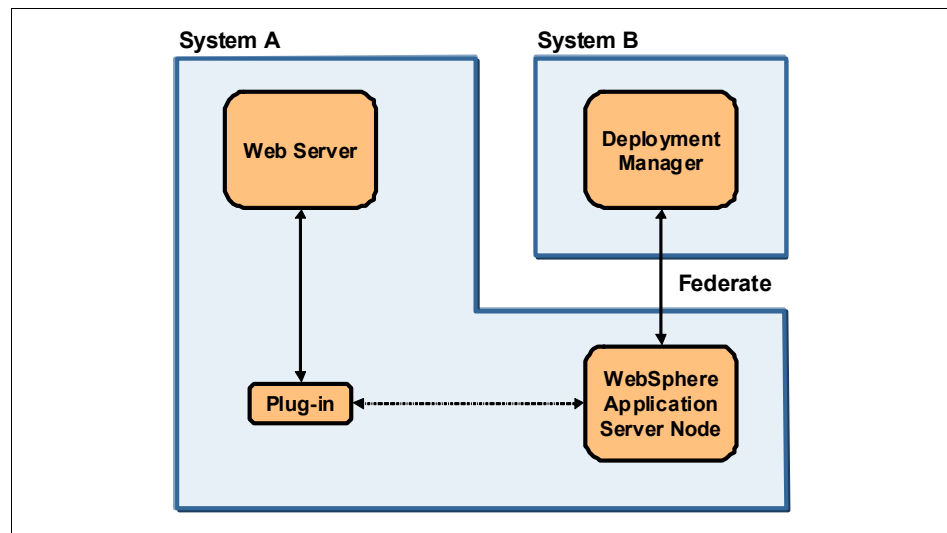 System A
System B
Web Server
Deployment
Manager
Federate
Plug-in
WebSphere
Application
Server Node